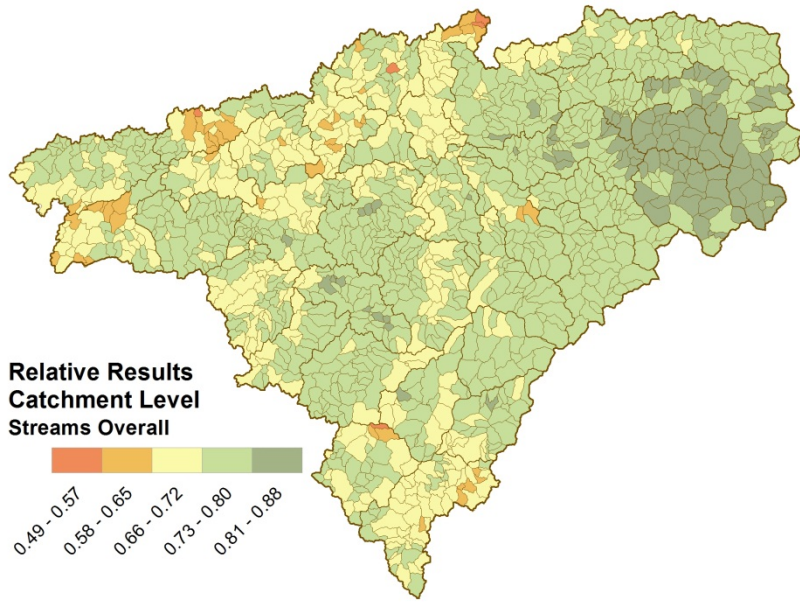 Relative Results
Catchment Level
Streams Overall
0.49 - 0.57
0.58 - 0.65
0.66 - 0.72
0.73 - 0.80
0.81 - 0.88